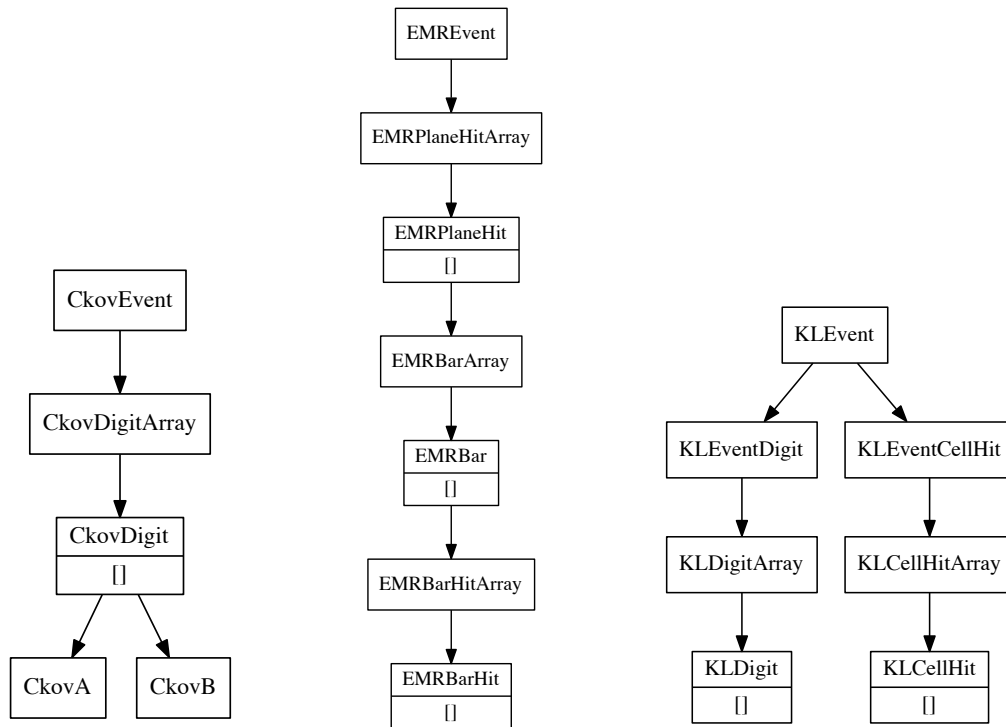 CkovEvent
CkovDigitArray
CkovDigit
[]
CkovA
CkovB
EMREvent
EMRPlaneHitArray
EMRPlaneHit
[]
EMRBarArray
EMRBar
[]
EMRBarHitArray
EMRBarHit
[]
KLEvent
KLEventDigit
KLEventCellHit
KLDigitArray
KLCellHitArray
KLDigit
[]
KLCellHit
[]